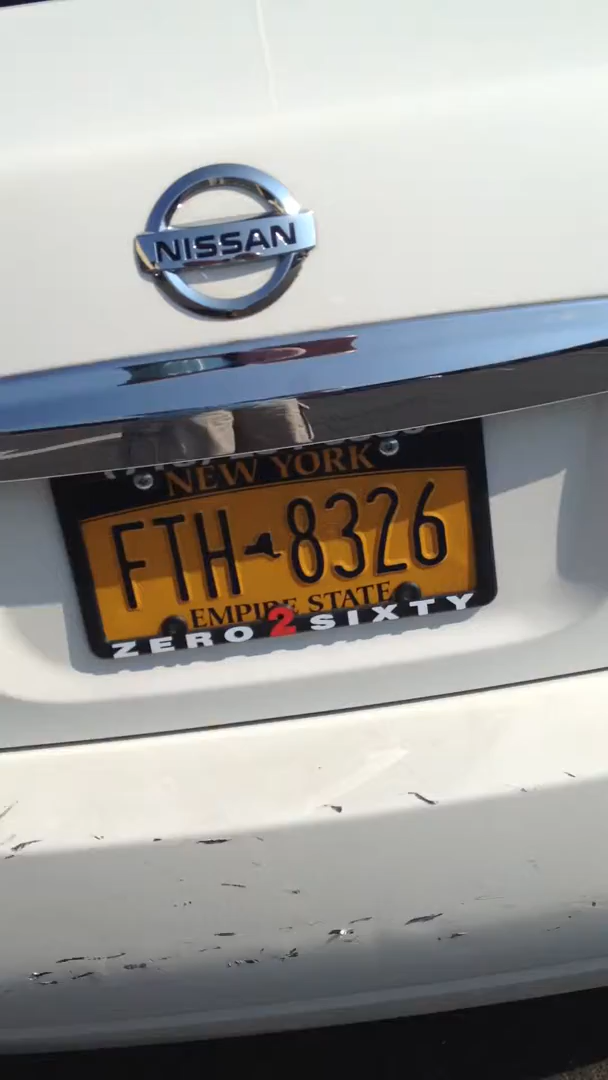 NISSAN
NEW YORK
FTH 8326
EMPIRE STATE
ZERO 2 SIXTY